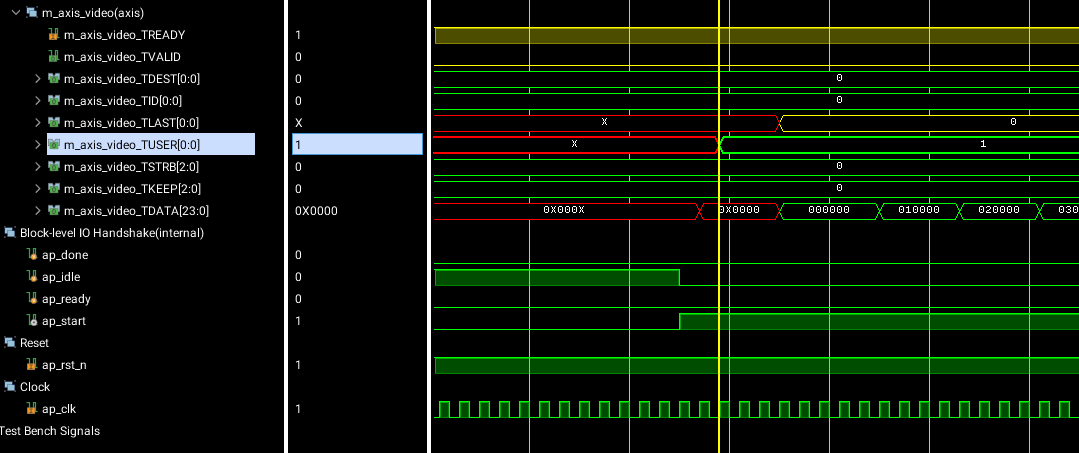 m_axis_video(axis)
m_axis_video_TREADY 1
m_axis_video_TVALID 0
m_axis_video_TDEST[0:0] 0 0
m_axis_video_TID[0:0] 0 0
m_axis_video_TLAST[0:0] X X 0
m_axis_video_TUSER[0:0] 1 X 1
m_axis_video_TSTRB[2:0] 0 0
m_axis_video_TKEEP[2:0] 0 0
m_axis_video_TDATA[23:0] 0X0000 0X000X 0X0000 000000 010000 020000 030
Block-level IO Handshake(internal)
ap_done 0
ap_idle 0
ap_ready 0
ap_start 1
Reset
ap_rst_n 1
Clock
ap_clk 1
Test Bench Signals